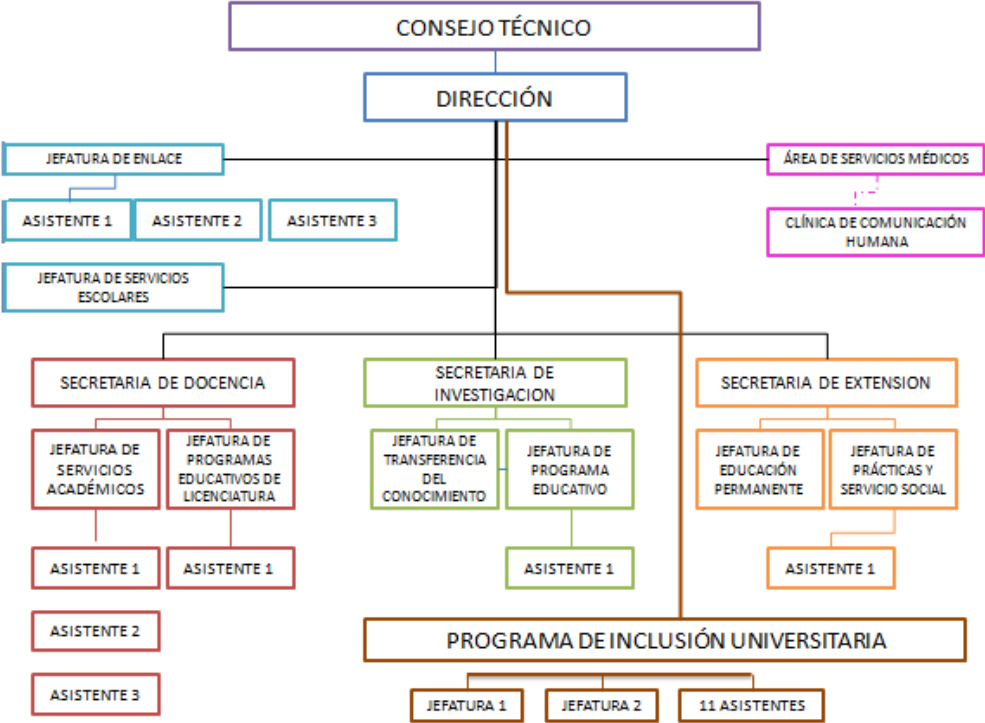 CONSEJO TÉCNICO
DIRECCIÓN
JEFATURA DE ENLACE
ÁREA DE SERVICIOS MÉDICOS
ASISTENTE 1
ASISTENTE 2
ASISTENTE 3
CLÍNICA DE COMUNICACIÓN
HUMANA
JEFATURA DE SERVICIOS
ESCOLARES
SECRETARIA DE DOCENCIA
SECRETARIA DE
INVESTIGACION
SECRETARIA DE EXTENSION
JEFATURA DE
SERVICIOS
ACADÉMICOS
JEFATURA DE
PROGRAMAS
EDUCATIVOS DE
LICENCIATURA
JEFATURA DE
TRANSFERENCIA
DEL
CONOCIMIENTO
JEFATURA DE
PROGRAMA
EDUCATIVO
JEFATURA DE
EDUCACIÓN
PERMANENTE
JEFATURA DE
PRÁCTICAS Y
SERVICIO SOCIAL
ASISTENTE 1
ASISTENTE 1
ASISTENTE 1
ASISTENTE 1
ASISTENTE 2
ASISTENTE 3
PROGRAMA DE INCLUSIÓN UNIVERSITARIA
JEFATURA 1
JEFATURA 2
11 ASISTENTES